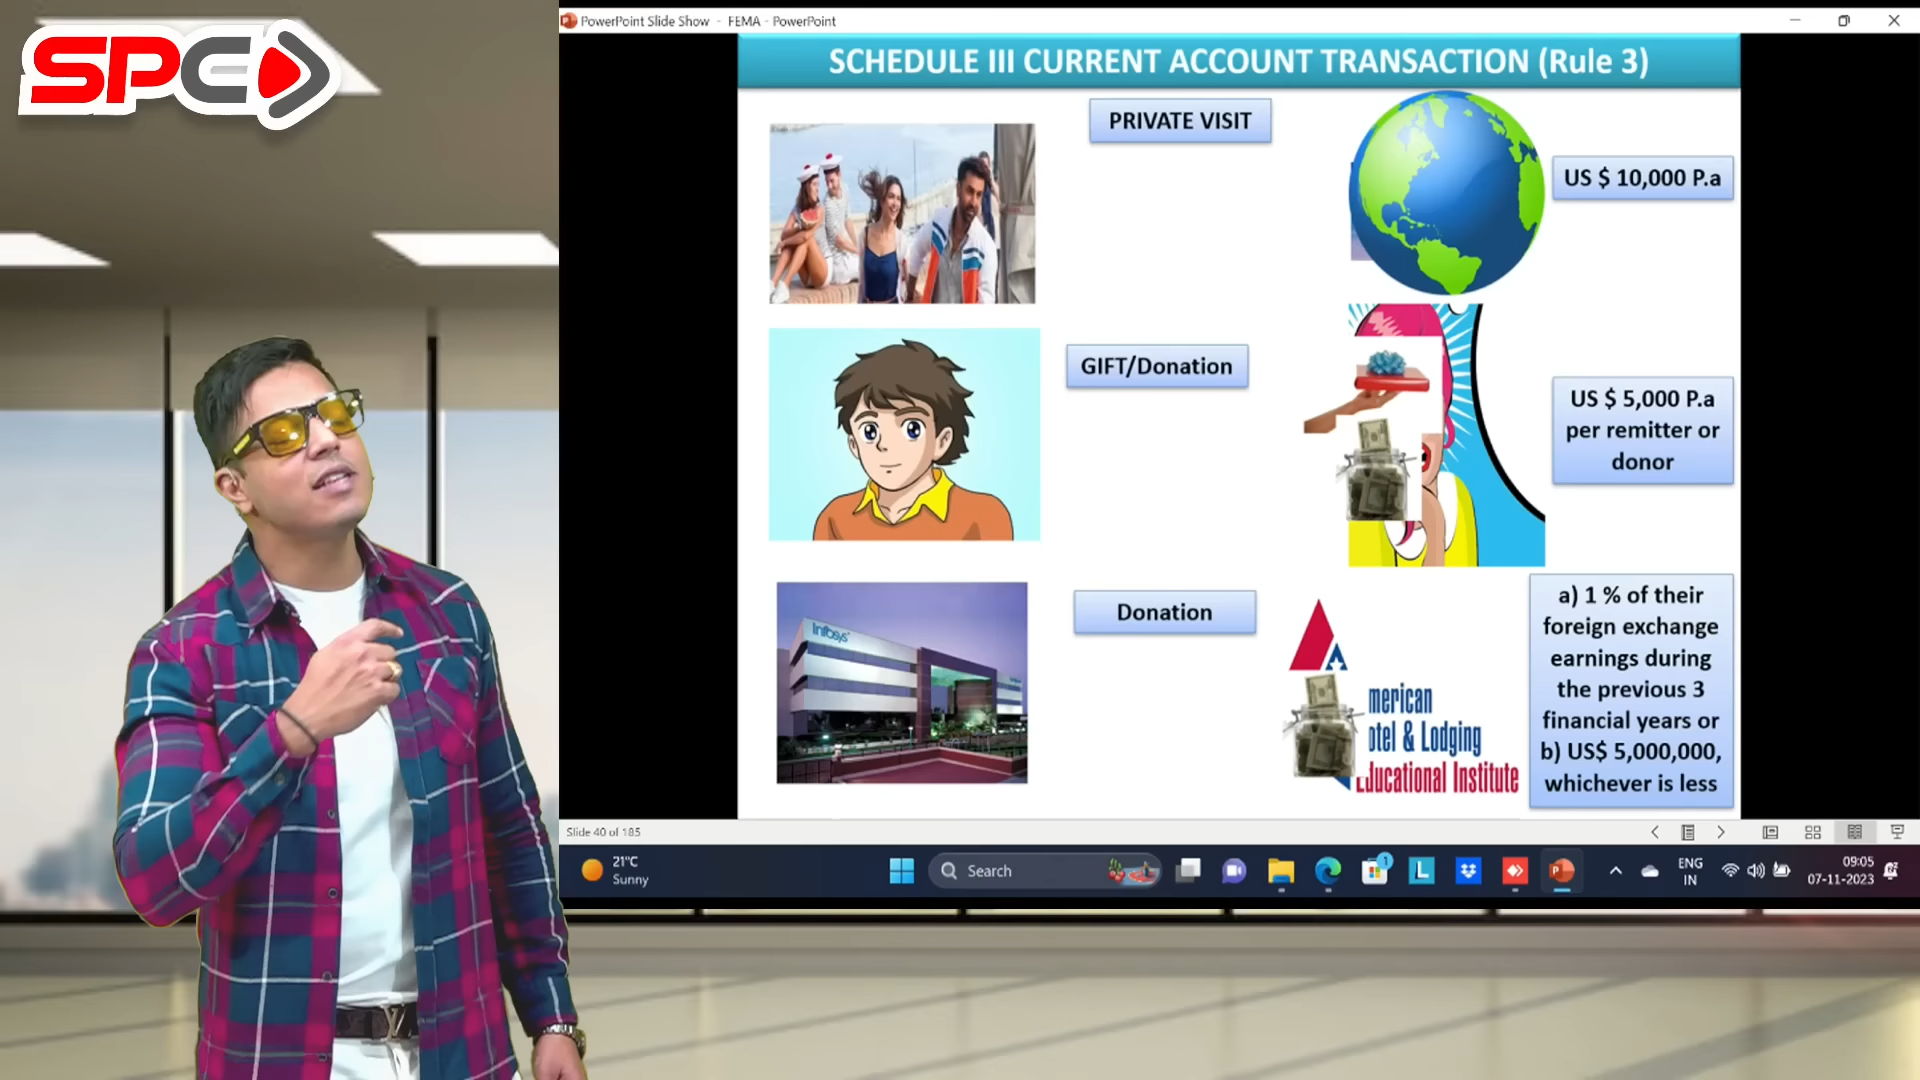 SPE
PowerPoint Slide Show - FEMA - PowerPoint
SCHEDULE III CURRENT ACCOUNT TRANSACTION (Rule 3)
PRIVATE VISIT
US $ 10,000 P.a
GIFT/Donation
US $ 5,000 P.a
per remitter or
donor
Infosys
Donation
merican
otel & Lodging
ducational Institute
a) 1 % of their
foreign exchange
earnings during
the previous 3
financial years or
b) US$ 5,000,000,
whichever is less
Slide 40 of 185
21°C
Sunny
Search
1
L
P
ENG
IN
09:05
07-11-2023